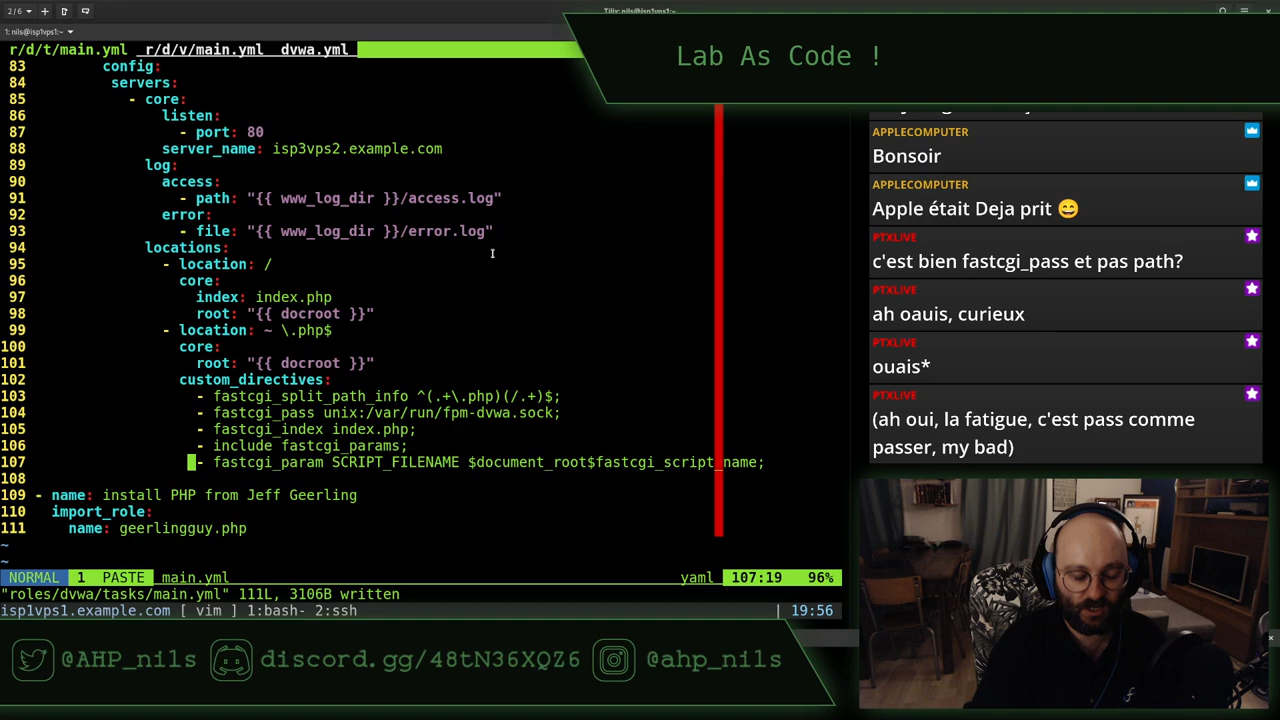 2/6
Tilix: nils@isp1vps1:~
1: nils@isp1vps1:~
r/d/t/main.yml  r/d/v/main.yml  dvwa.yml
83 config:
84 servers:
85 - core:
86 listen:
87 - port: 80
88 server_name: isp3vps2.example.com
89 log:
90 access:
91 - path: "{{ www_log_dir }}/access.log"
92 error:
93 - file: "{{ www_log_dir }}/error.log"
94 locations:
95 - location: /
96 core:
97 index: index.php
98 root: "{{ docroot }}"
99 - location: ~ \.php$
100 core:
101 root: "{{ docroot }}"
102 custom_directives:
103 - fastcgi_split_path_info ^(.+\.php)(/.+)$;
104 - fastcgi_pass unix:/var/run/fpm-dvwa.sock;
105 - fastcgi_index index.php;
106 - include fastcgi_params;
107 - fastcgi_param SCRIPT_FILENAME $document_root$fastcgi_script_name;
108
109 - name: install PHP from Jeff Geerling
110 import_role:
111 name: geerlingguy.php
~
~
NORMAL 1 PASTE main.yml yaml 107:19 96%
"roles/dvwa/tasks/main.yml" 111L, 3106B written
isp1vps1.example.com [ vim ] 1:bash- 2:ssh | 19:56
Lab As Code !
APPLECOMPUTER
Bonsoir
APPLECOMPUTER
Apple était Deja prit 😄
PTXLIVE
c'est bien fastcgi_pass et pas path?
PTXLIVE
ah oauis, curieux
PTXLIVE
ouais*
PTXLIVE
(ah oui, la fatigue, c'est pass comme
passer, my bad)
@AHP_nils discord.gg/48tN36XQZ6 @ahp_nils